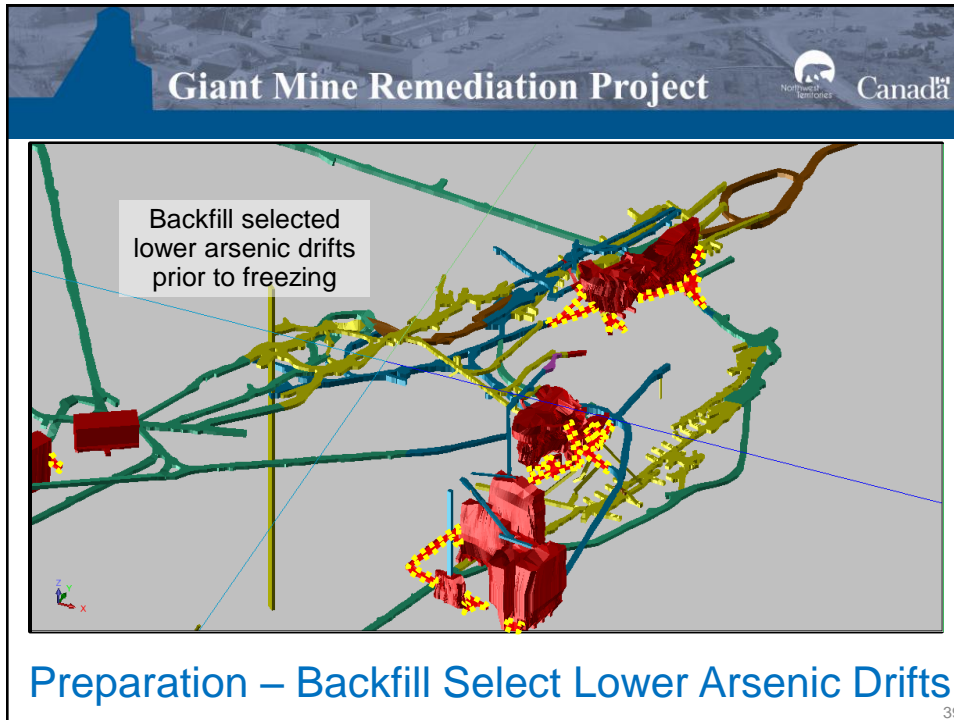 Giant Mine Remediation Project
Northwest
Territories
Canada
Backfill selected
lower arsenic drifts
prior to freezing
Z
Y
X
Preparation – Backfill Select Lower Arsenic Drifts
39